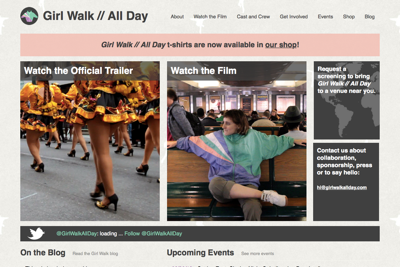 Girl Walk // All Day
About Watch the Film Cast and Crew Get Involved Events Shop Blog
Girl Walk // All Day t-shirts are now available in our shop!
Watch the Official Trailer
Watch the Film
Request a
screening to bring
Girl Walk // All Day
to a venue near you.
Contact us about
collaboration,
sponsorship, press
or to say hello:
hi@girlwalkallday.com
@GirlWalkAllDay: loading ... Follow @GirlWalkAllDay
On the Blog Read the Girl Walk blog
Upcoming Events See more events